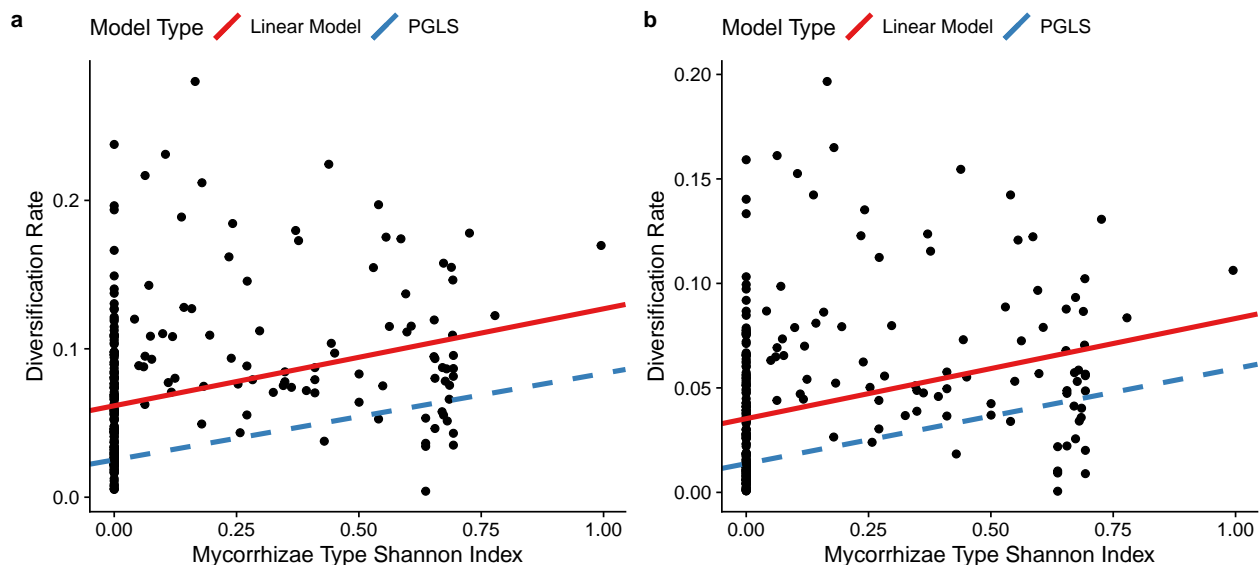 a
Model Type Linear Model PGLS
Diversification Rate
0.2
0.1
0.0
0.00 0.25 0.50 0.75 1.00
Mycorrhizae Type Shannon Index
b
Model Type Linear Model PGLS
Diversification Rate
0.20
0.15
0.10
0.05
0.00
0.00 0.25 0.50 0.75 1.00
Mycorrhizae Type Shannon Index